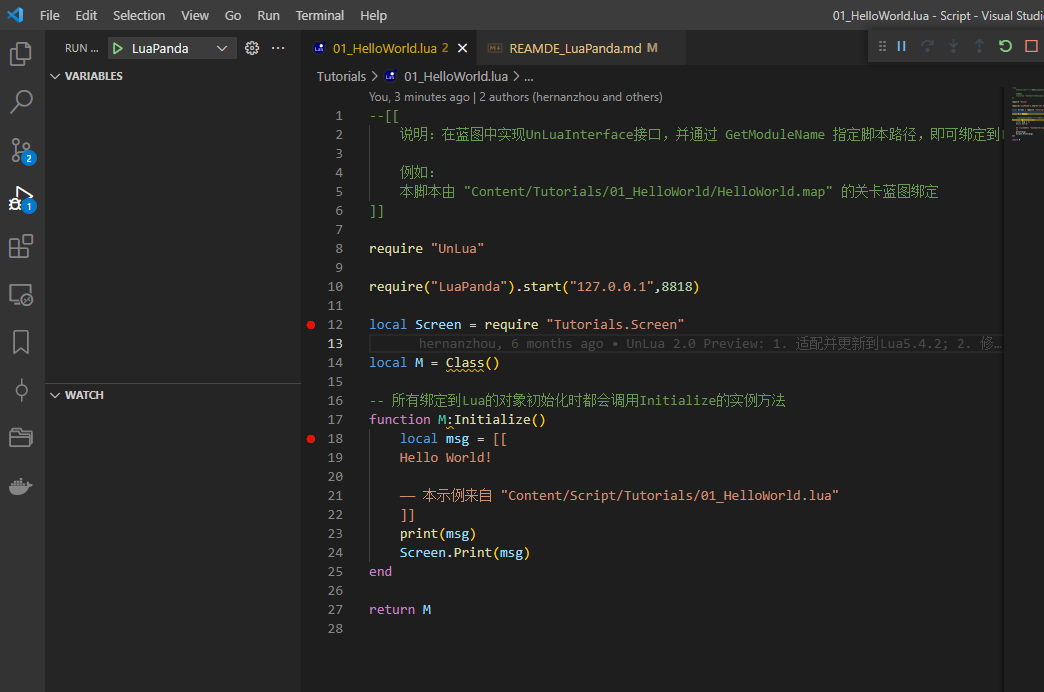 File Edit Selection View Go Run Terminal Help 01_HelloWorld.lua - Script - Visual Studio
RUN ... LuaPanda ...
01_HelloWorld.lua 2 REAMDE_LuaPanda.md M
VARIABLES
Tutorials > 01_HelloWorld.lua > ...
You, 3 minutes ago | 2 authors (hernanzhou and others)
1 --[[
2 说明：在蓝图中实现UnLuaInterface接口，并通过 GetModuleName 指定脚本路径，即可绑定到
3
4 例如：
5 本脚本由 "Content/Tutorials/01_HelloWorld/HelloWorld.map" 的关卡蓝图绑定
6 ]]
7
8 require "UnLua"
9
10 require("LuaPanda").start("127.0.0.1",8818)
11
12 local Screen = require "Tutorials.Screen"
13 hernanzhou, 6 months ago • UnLua 2.0 Preview: 1. 适配并更新到Lua5.4.2; 2. 修…
14 local M = Class()
15
16 -- 所有绑定到Lua的对象初始化时都会调用Initialize的实例方法
17 function M:Initialize()
18 local msg = [[
19 Hello World!
20
21 —— 本示例来自 "Content/Script/Tutorials/01_HelloWorld.lua"
22 ]]
23 print(msg)
24 Screen.Print(msg)
25 end
26
27 return M
28
WATCH
2
1